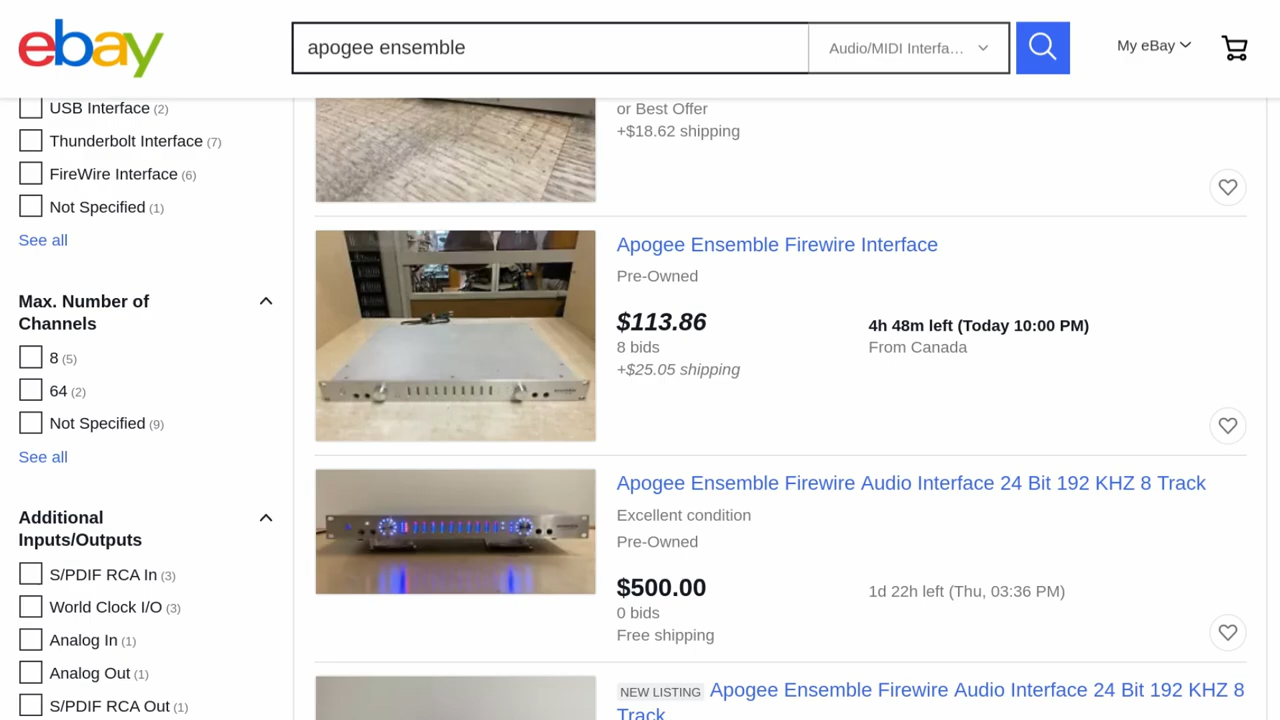 ebay
apogee ensemble
Audio/MIDI Interfa...
My eBay
USB Interface (2)
Thunderbolt Interface (7)
FireWire Interface (6)
Not Specified (1)
See all
Max. Number of
Channels
8 (5)
64 (2)
Not Specified (9)
See all
Additional
Inputs/Outputs
S/PDIF RCA In (3)
World Clock I/O (3)
Analog In (1)
Analog Out (1)
S/PDIF RCA Out (1)
or Best Offer
+$18.62 shipping
Apogee Ensemble Firewire Interface
Pre-Owned
$113.86
4h 48m left (Today 10:00 PM)
8 bids
From Canada
+$25.05 shipping
Apogee Ensemble Firewire Audio Interface 24 Bit 192 KHZ 8 Track
Excellent condition
Pre-Owned
$500.00
1d 22h left (Thu, 03:36 PM)
0 bids
Free shipping
NEW LISTING Apogee Ensemble Firewire Audio Interface 24 Bit 192 KHZ 8
Track